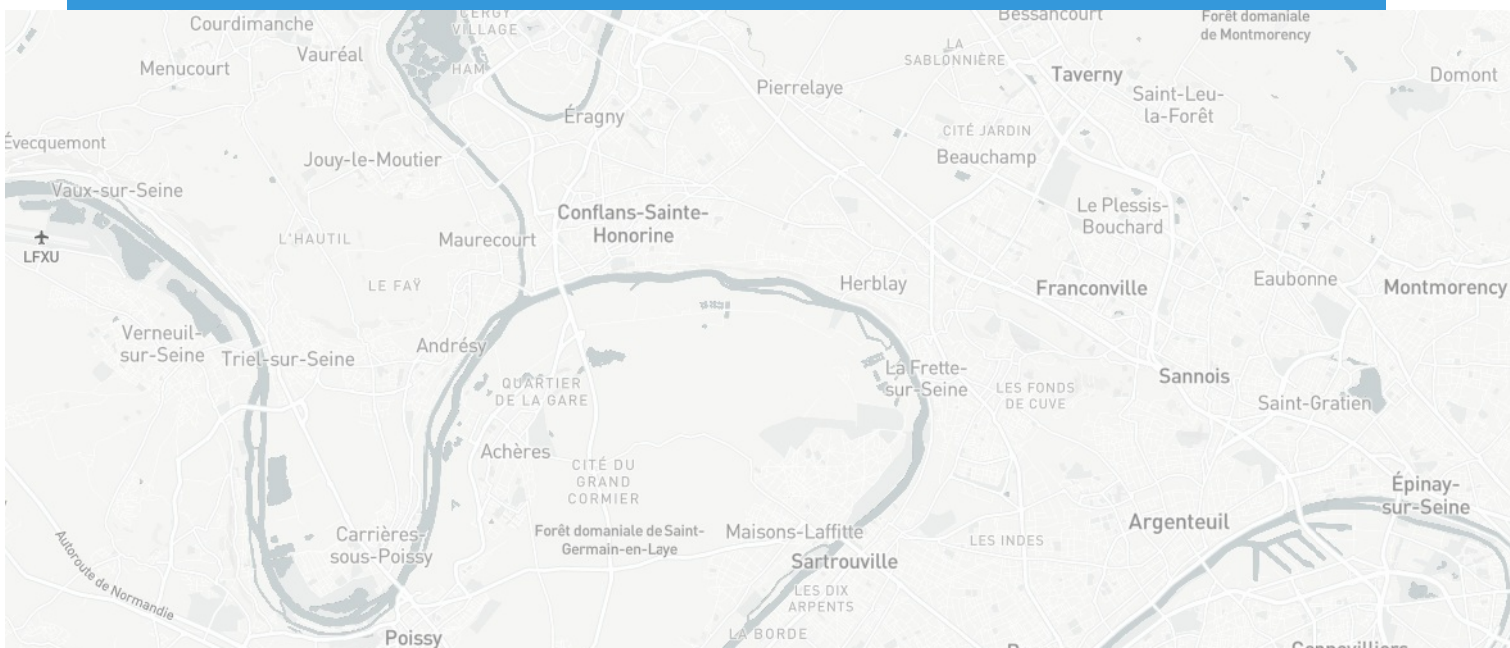 Courdimanche
CERGY
VILLAGE
Bessancourt
Forêt domaniale
de Montmorency
Vauréal
Menucourt
HAM
LA
SABLONNIÈRE
Taverny
Domont
Pierrelaye
Saint-Leu-
la-Forêt
Éragny
CITÉ JARDIN
Évecquemont
Jouy-le-Moutier
Beauchamp
Vaux-sur-Seine
Conflans-Sainte-
Honorine
Le Plessis-
Bouchard
L'HAUTIL
Maurecourt
LFXU
LE FAŸ
Herblay
Franconville
Eaubonne
Montmorency
Verneuil-
sur-Seine
Triel-sur-Seine
Andrésy
La Frette-
sur-Seine
Sannois
QUARTIER
DE LA GARE
LES FONDS
DE CUVE
Saint-Gratien
Achères
CITÉ DU
GRAND
CORMIER
Épinay-
sur-Seine
Carrières-
sous-Poissy
Forêt domaniale de Saint-
Germain-en-Laye
Maisons-Laffitte
Argenteuil
LES INDES
Sartrouville
Autoroute de Normandie
LES DIX
ARPENTS
Poissy
LA BORDE
Gennevilliers